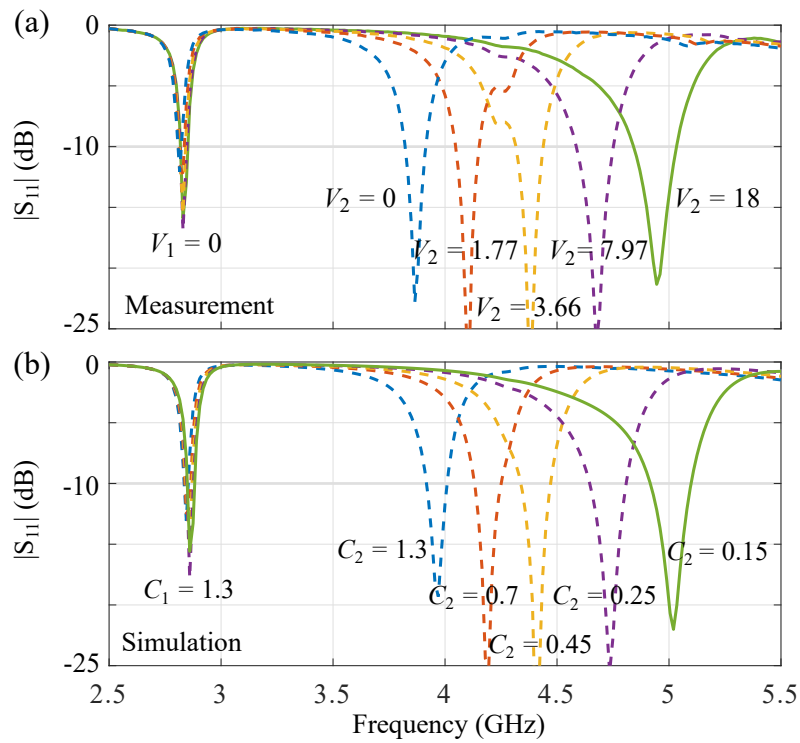 (a)
0
-10
-25
|S11| (dB)
V1 = 0
V2 = 0
V2 = 1.77
V2 = 3.66
V2 = 7.97
V2 = 18
Measurement
(b)
0
-10
-25
|S11| (dB)
C1 = 1.3
C2 = 1.3
C2 = 0.7
C2 = 0.45
C2 = 0.25
C2 = 0.15
Simulation
2.5 3 3.5 4 4.5 5 5.5
Frequency (GHz)